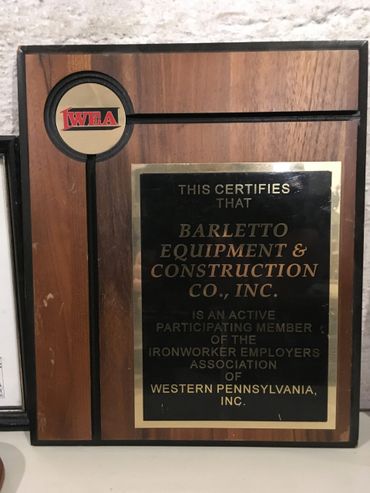 IWEA
THIS CERTIFIES
THAT
BARLETTO
EQUIPMENT &
CONSTRUCTION
CO., INC.
IS AN ACTIVE
PARTICIPATING MEMBER
OF THE
IRONWORKER EMPLOYERS
ASSOCIATION
OF
WESTERN PENNSYLVANIA,
INC.